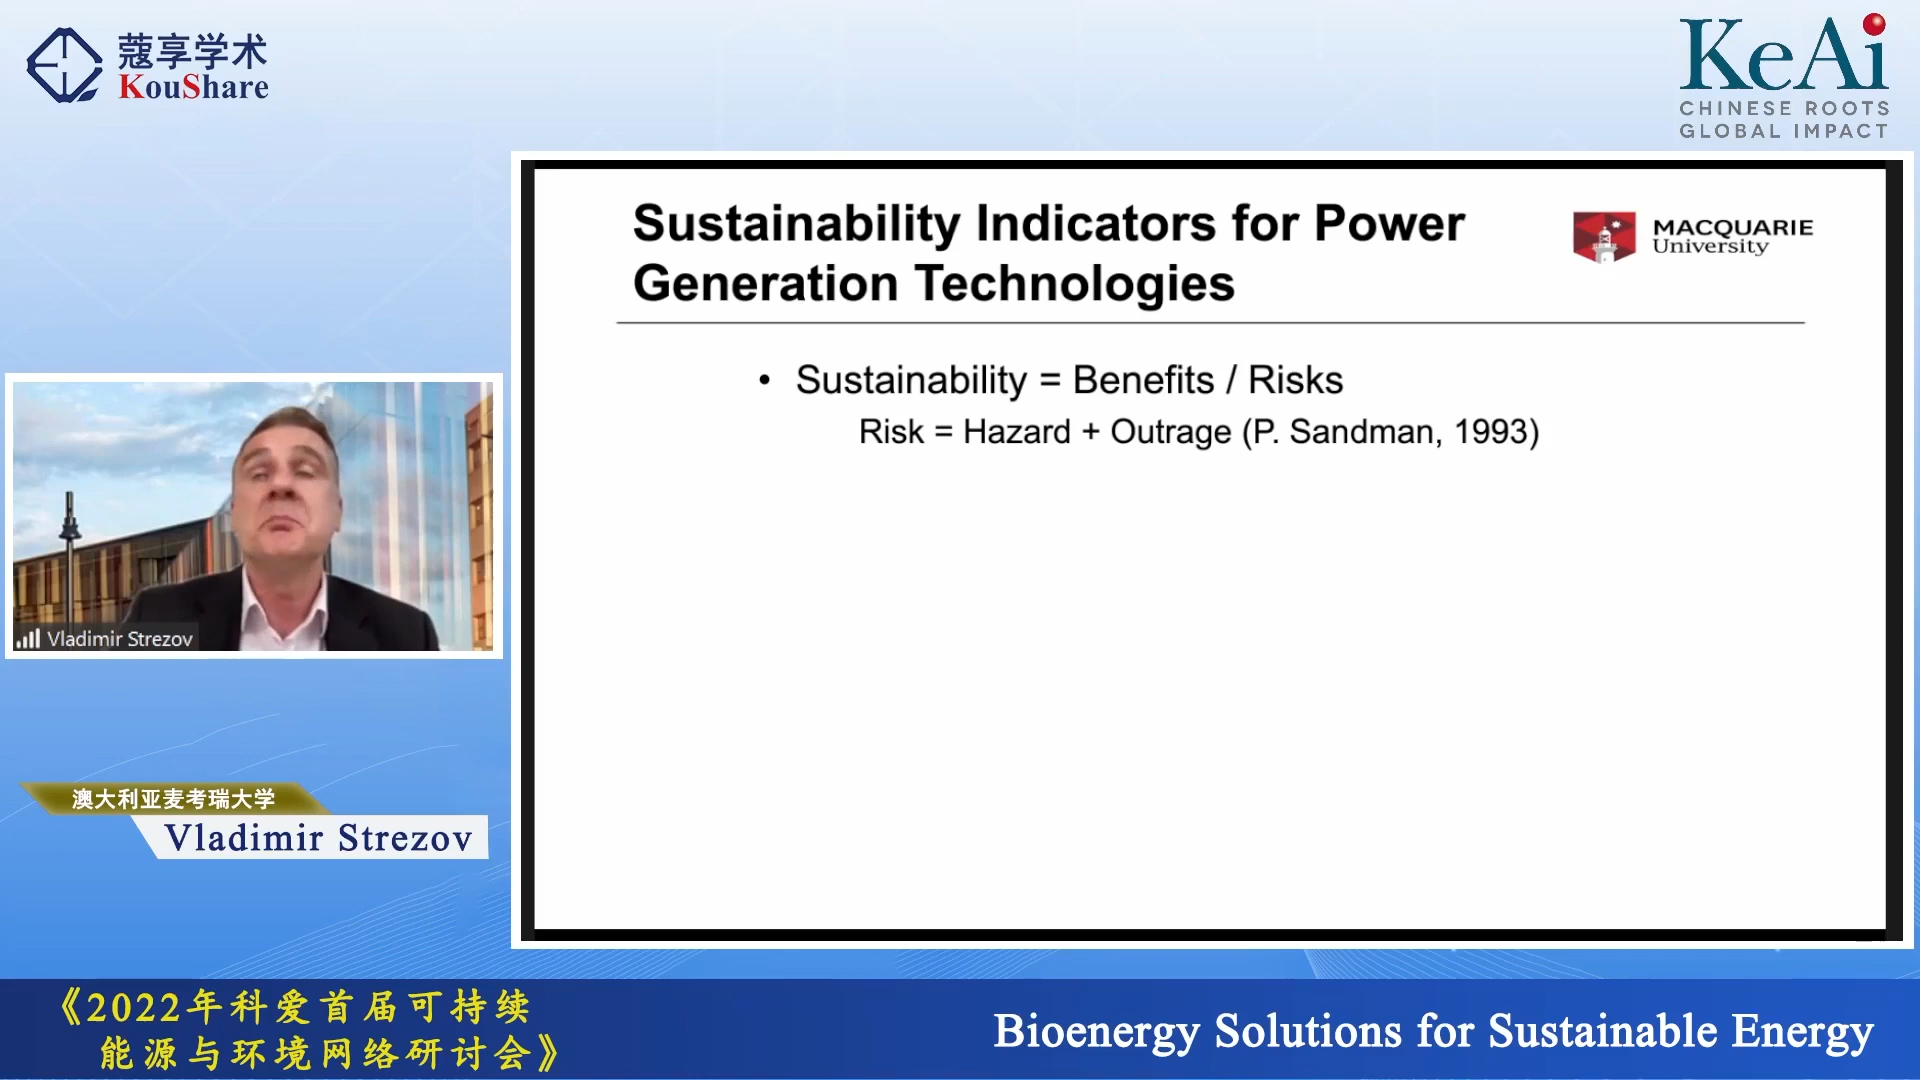 蔻享学术
KouShare
KeAi
CHINESE ROOTS
GLOBAL IMPACT
Sustainability Indicators for Power
Generation Technologies
MACQUARIE
University
• Sustainability = Benefits / Risks
Risk = Hazard + Outrage (P. Sandman, 1993)
Vladimir Strezov
澳大利亚麦考瑞大学
Vladimir Strezov
《2022年科爱首届可持续
能源与环境网络研讨会》
Bioenergy Solutions for Sustainable Energy